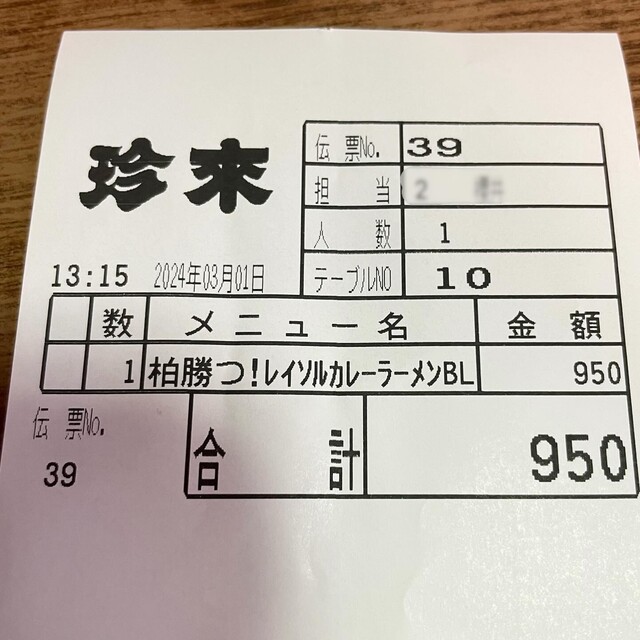 珍來
伝票No. 39
担当 2
人数 1
テーブルNO 10
13:15 2024年03月01日
数 メニュー名 金額
1 柏勝つ！レイソルカレーラーメンBL 950
伝票No.
39
合計 950